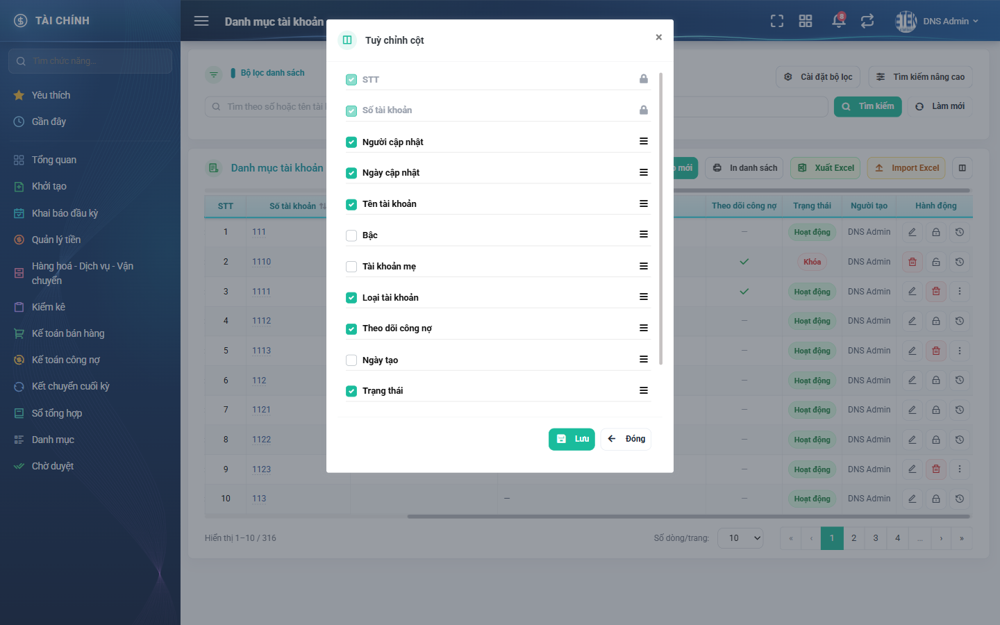 TÀI CHÍNH
Danh mục tài khoản
8
DNS Admin
Tìm chức năng...
Yêu thích
Gần đây
Tổng quan
Khởi tạo
Khai báo đầu kỳ
Quản lý tiền
Hàng hoá - Dịch vụ - Vận
chuyển
Kiểm kê
Kế toán bán hàng
Kế toán công nợ
Kết chuyển cuối kỳ
Sổ tổng hợp
Danh mục
Chờ duyệt
Bộ lọc danh sách
Cài đặt bộ lọc
Tìm kiếm nâng cao
Tìm theo số hoặc tên tài
Tìm kiếm
Làm mới
Danh mục tài khoản
mới
In danh sách
Xuất Excel
Import Excel
STT Số tài khoản Theo dõi công nợ Trạng thái Người tạo Hành động
1 111 — Hoạt động DNS Admin
2 1110 Khóa DNS Admin
3 1111 Hoạt động DNS Admin
4 1112 — Hoạt động DNS Admin
5 1113 — Hoạt động DNS Admin
6 112 — Hoạt động DNS Admin
7 1121 — Hoạt động DNS Admin
8 1122 — Hoạt động DNS Admin
9 1123 — Hoạt động DNS Admin
10 113 — — Hoạt động DNS Admin
Hiển thị 1–10 / 316
Số dòng/trang: 10
« ‹ 1 2 3 4 ... › »
Tuỳ chỉnh cột
×
STT
Số tài khoản
Người cập nhật
Ngày cập nhật
Tên tài khoản
Bậc
Tài khoản mẹ
Loại tài khoản
Theo dõi công nợ
Ngày tạo
Trạng thái
Lưu
Đóng